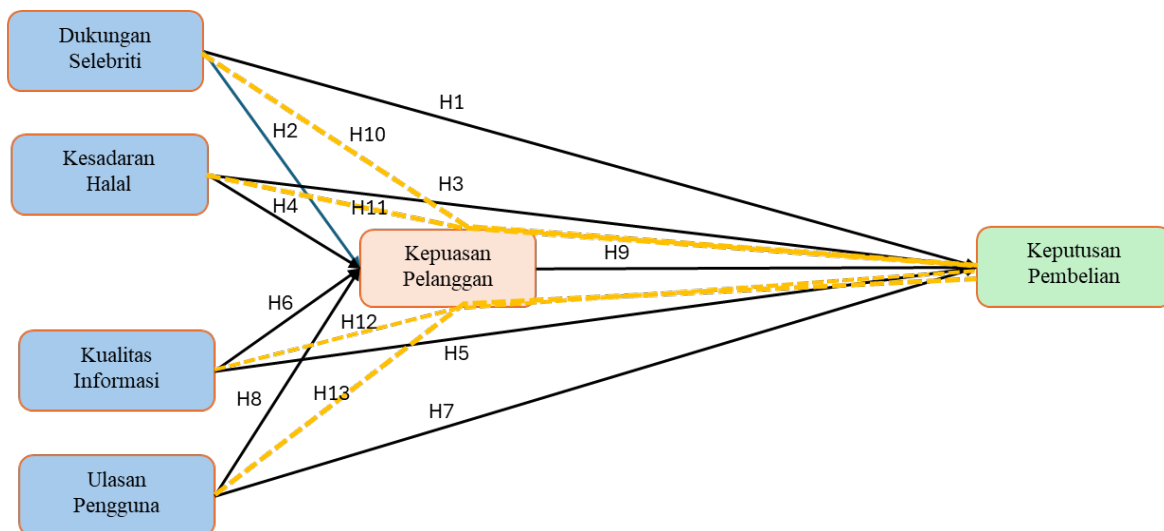 Dukungan
Selebriti
H1
H2
H10
Kesadaran
Halal
H3
H4
H11
Kepuasan
Pelanggan
H9
Keputusan
Pembelian
H6
H12
Kualitas
Informasi
H5
H8
H13
H7
Ulasan
Pengguna